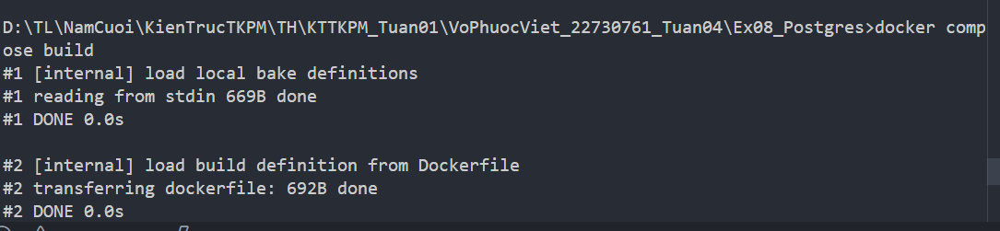 D:\TL\NamCuoi\KienTrucTKPM\TH\KTTKPM_Tuan01\VoPhuocViet_22730761_Tuan04\Ex08_Postgres>docker comp
ose build
#1 [internal] load local bake definitions
#1 reading from stdin 669B done
#1 DONE 0.0s
#2 [internal] load build definition from Dockerfile
#2 transferring dockerfile: 692B done
#2 DONE 0.0s